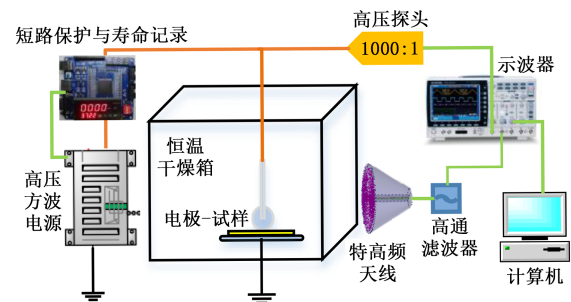 短路保护与寿命记录
高压探头
1000:1
示波器
恒温
干燥箱
高压
方波
电源
电极-试样
特高频
天线
高通
滤波器
计算机